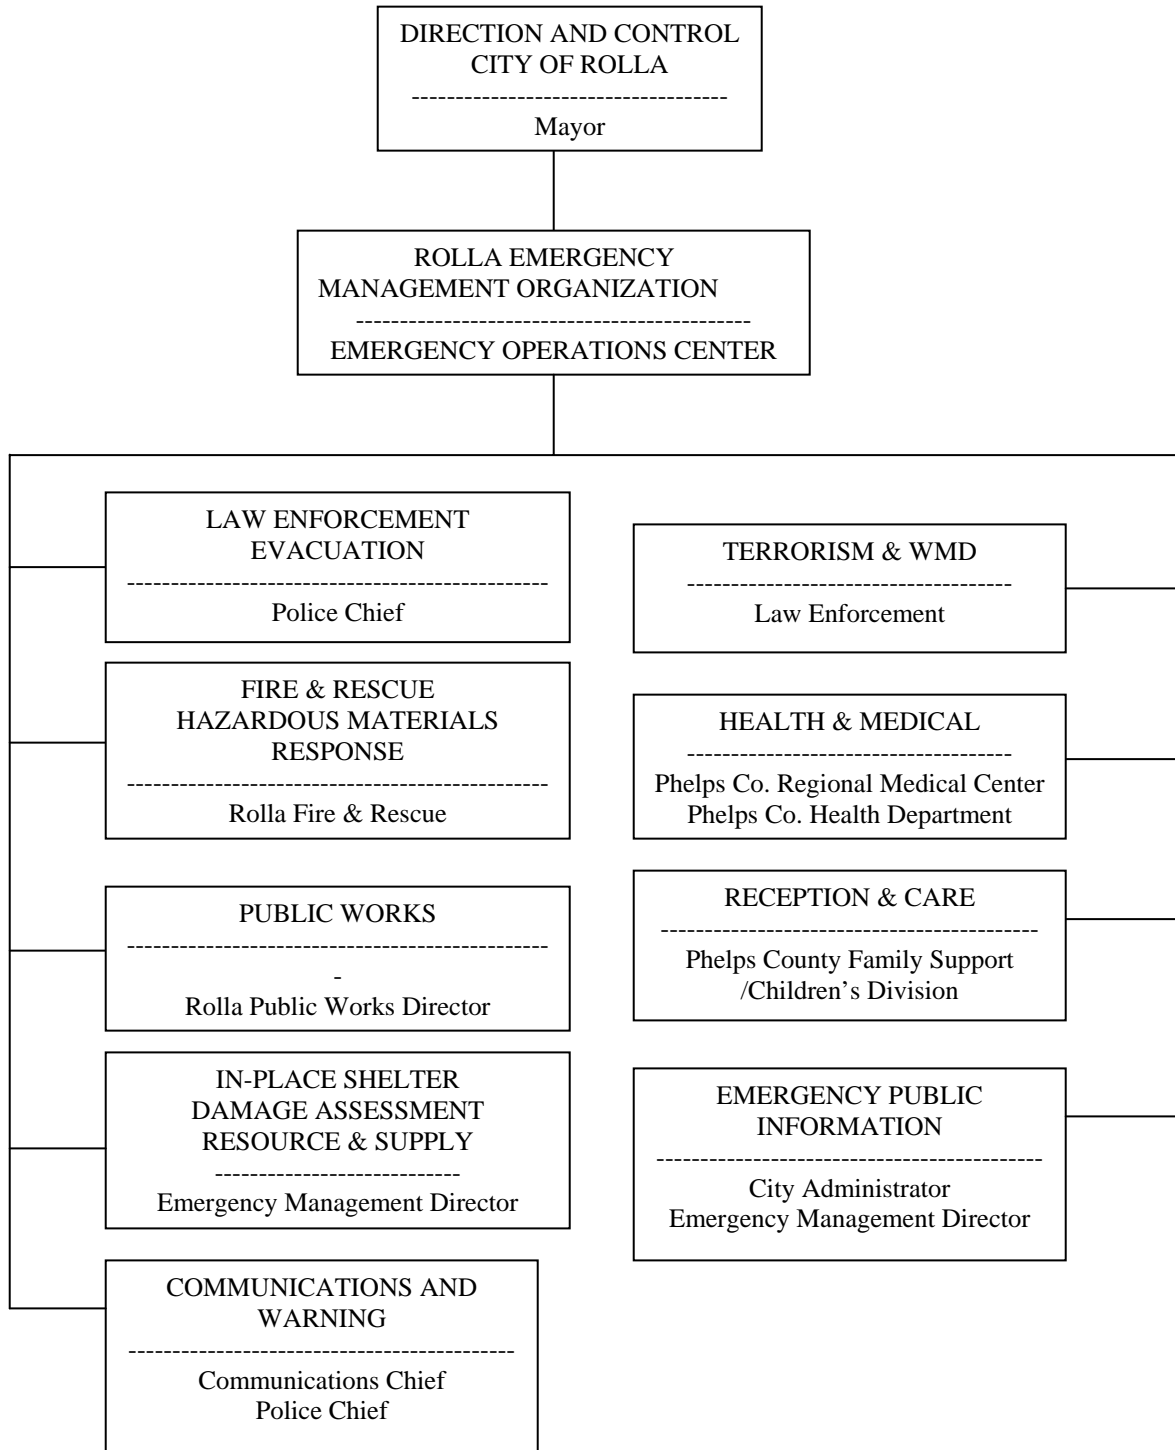 DIRECTION AND CONTROL
CITY OF ROLLA
------------------------------------
Mayor
ROLLA EMERGENCY
MANAGEMENT ORGANIZATION
---------------------------------------------
EMERGENCY OPERATIONS CENTER
LAW ENFORCEMENT
EVACUATION
------------------------------------------------
Police Chief
FIRE & RESCUE
HAZARDOUS MATERIALS
RESPONSE
------------------------------------------------
Rolla Fire & Rescue
PUBLIC WORKS
------------------------------------------------
-
Rolla Public Works Director
IN-PLACE SHELTER
DAMAGE ASSESSMENT
RESOURCE & SUPPLY
----------------------------
Emergency Management Director
COMMUNICATIONS AND
WARNING
--------------------------------------------
Communications Chief
Police Chief
TERRORISM & WMD
-------------------------------------
Law Enforcement
HEALTH & MEDICAL
-------------------------------------
Phelps Co. Regional Medical Center
Phelps Co. Health Department
RECEPTION & CARE
-------------------------------------------
Phelps County Family Support
/Children’s Division
EMERGENCY PUBLIC
INFORMATION
--------------------------------------------
City Administrator
Emergency Management Director